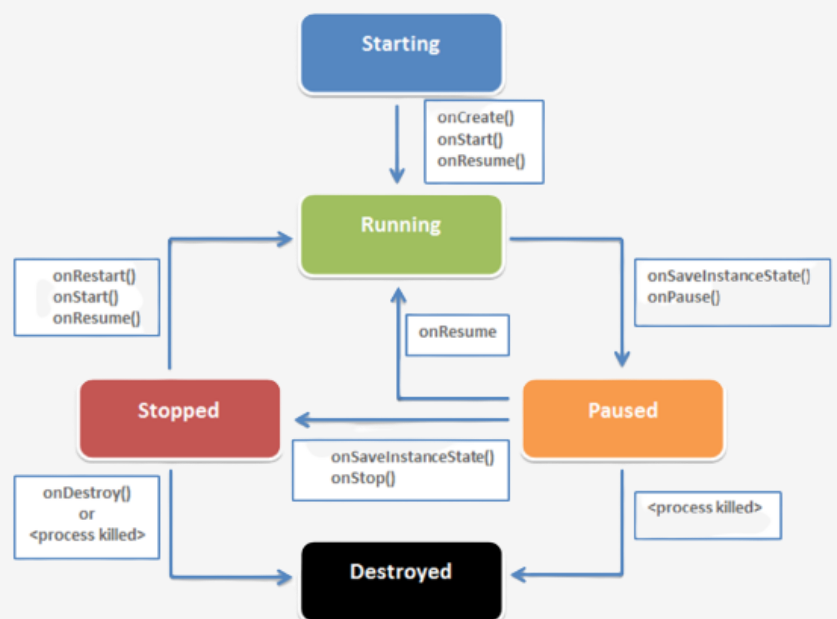 Starting
onCreate()
onStart()
onResume()
Running
onRestart()
onStart()
onResume()
onSaveInstanceState()
onPause()
onResume
Stopped
Paused
onSaveInstanceState()
onStop()
onDestroy()
or
<process killed>
<process killed>
Destroyed